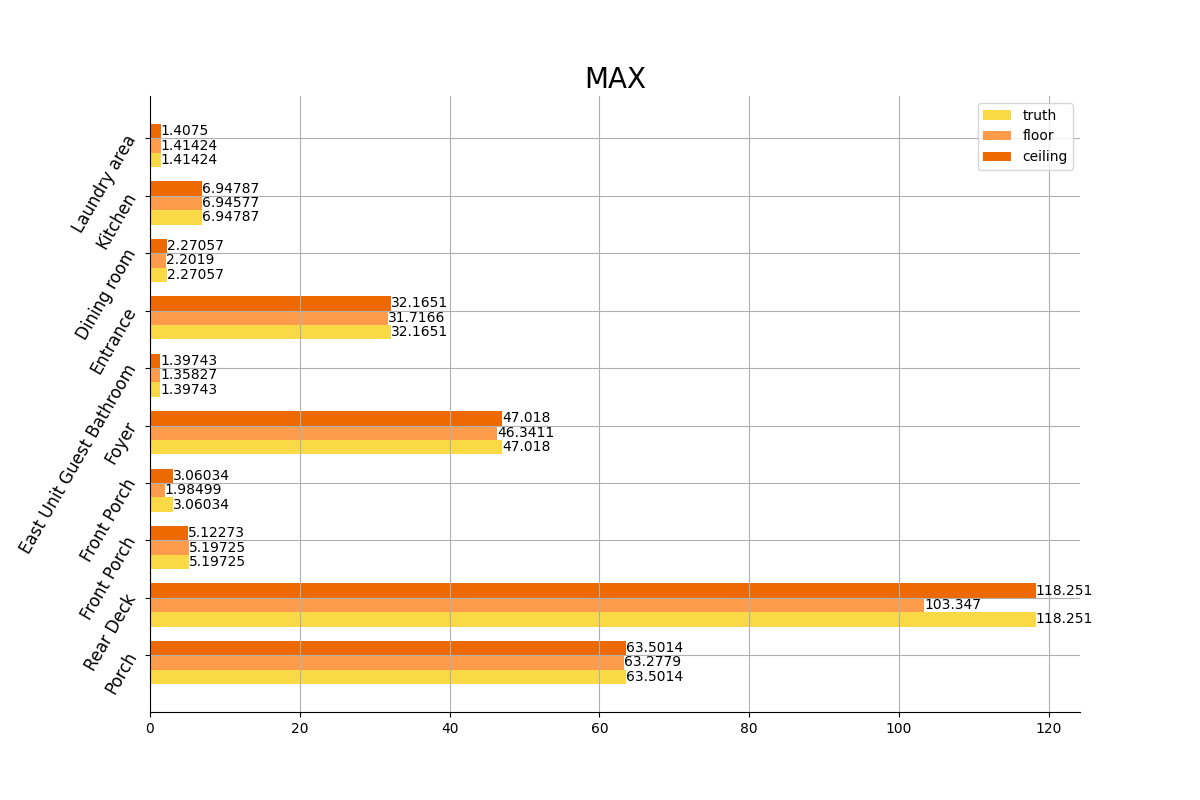 MAX
truth
floor
ceiling
Laundry area
1.4075
1.41424
1.41424
Kitchen
6.94787
6.94577
6.94787
Dining room
2.27057
2.2019
2.27057
Entrance
32.1651
31.7166
32.1651
East Unit Guest Bathroom
1.39743
1.35827
1.39743
Foyer
47.018
46.3411
47.018
Front Porch
3.06034
1.98499
3.06034
Front Porch
5.12273
5.19725
5.19725
Rear Deck
118.251
103.347
118.251
Porch
63.5014
63.2779
63.5014
0 20 40 60 80 100 120